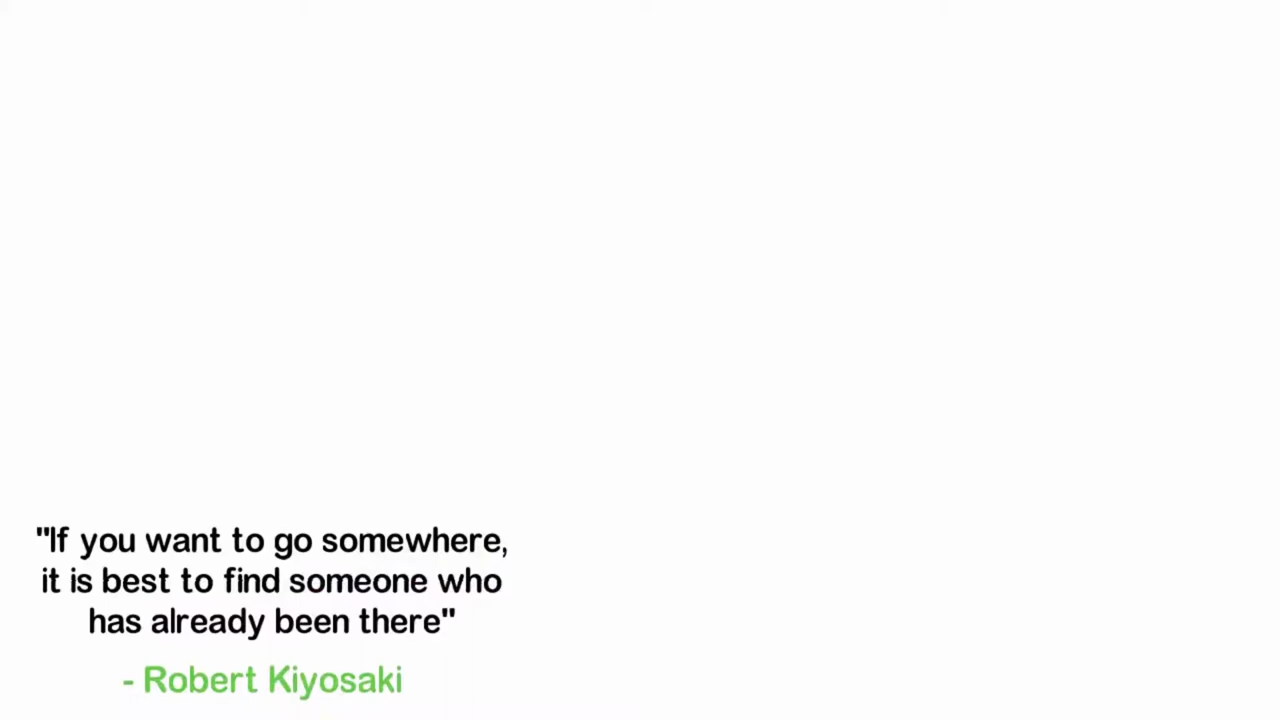 "If you want to go somewhere,
it is best to find someone who
has already been there"
- Robert Kiyosaki